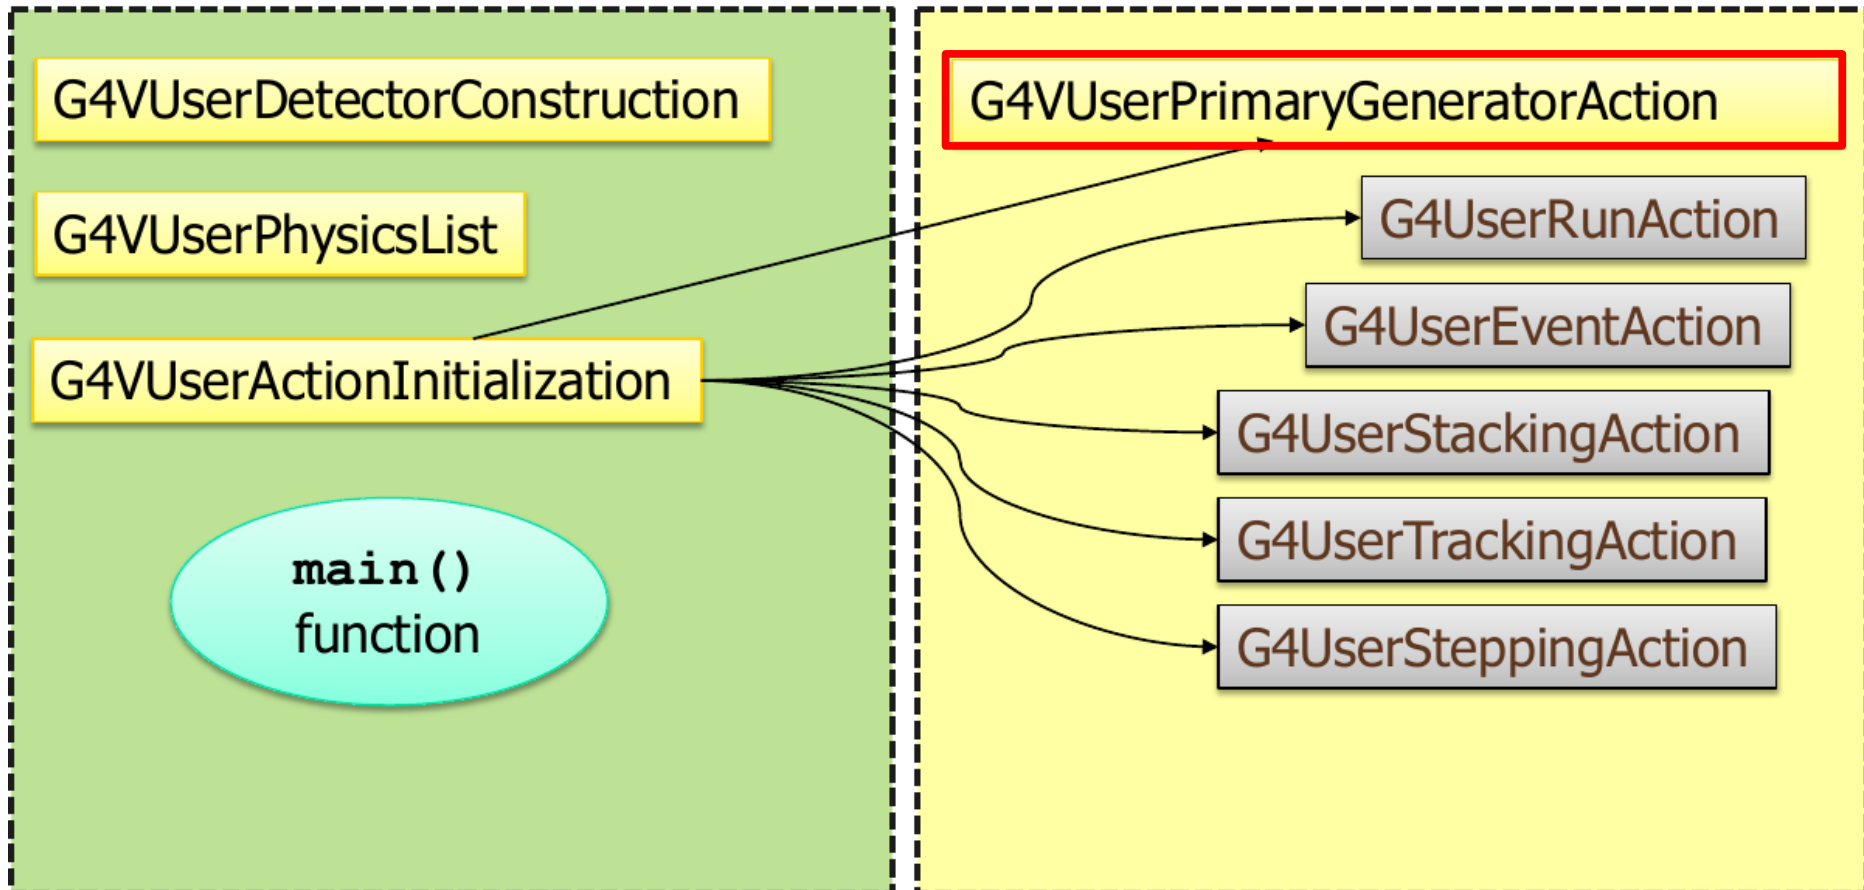 G4VUserDetectorConstruction
G4VUserPhysicsList
G4VUserActionInitialization
main()
function
G4VUserPrimaryGeneratorAction
G4UserRunAction
G4UserEventAction
G4UserStackingAction
G4UserTrackingAction
G4UserSteppingAction